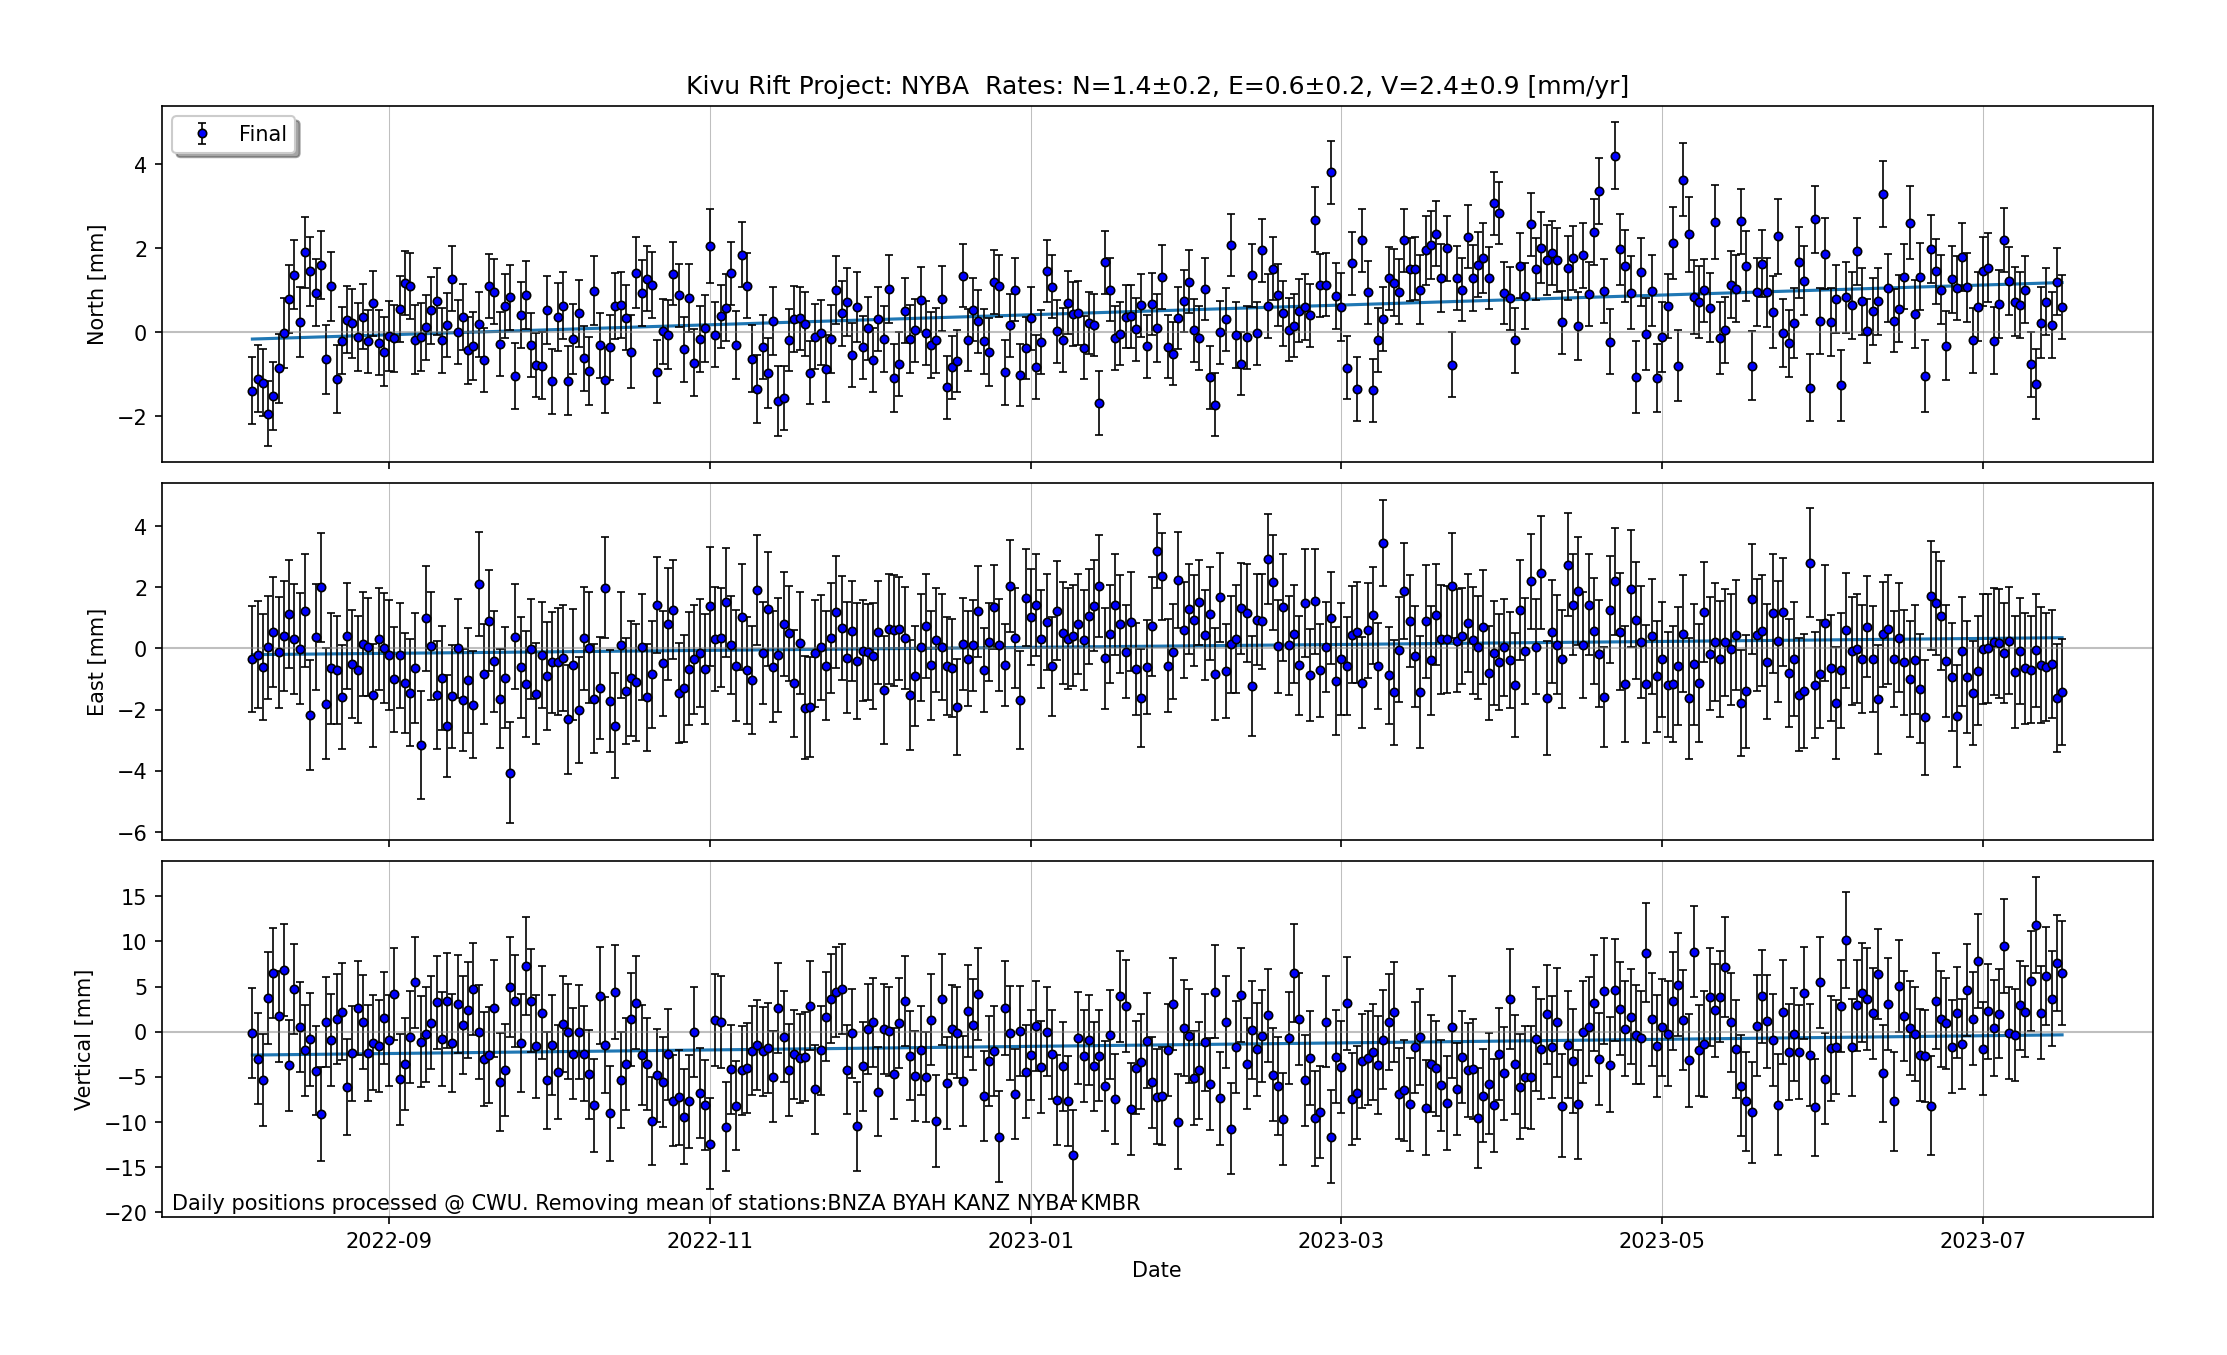 Kivu Rift Project: NYBA  Rates: N=1.4±0.2, E=0.6±0.2, V=2.4±0.9 [mm/yr]
Final
North [mm]
4
2
0
−2
East [mm]
4
2
0
−2
−4
−6
Vertical [mm]
15
10
5
0
−5
−10
−15
−20
Daily positions processed @ CWU. Removing mean of stations:BNZA BYAH KANZ NYBA KMBR
2022-09 2022-11 2023-01 2023-03 2023-05 2023-07
Date